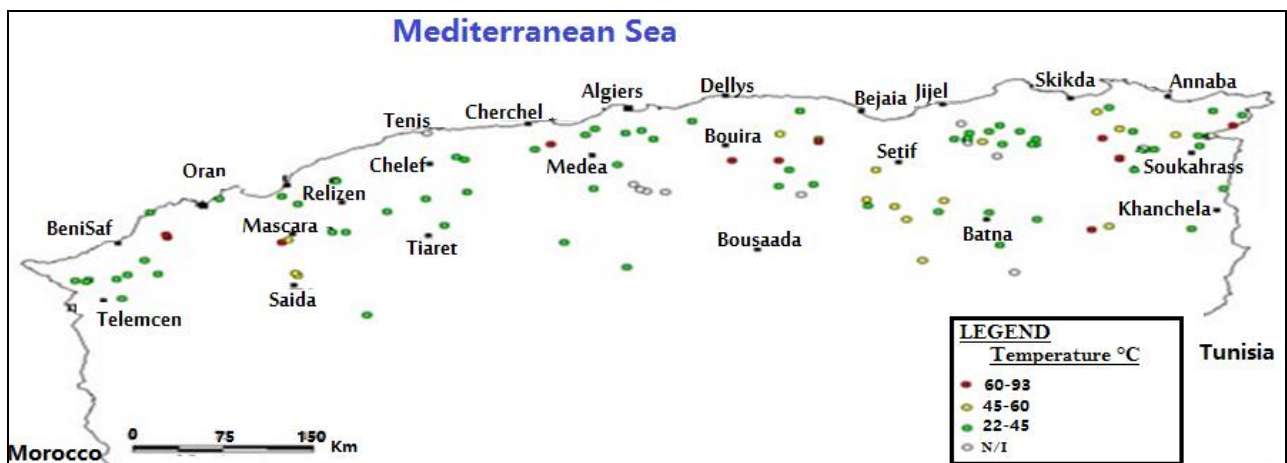 Mediterranean Sea
Skikda
Annaba
Algiers
Dellys
Bejaia
Jijel
Cherchel
Tenis
Bouira
Chelef
Medea
Setif
Soukahrass
Oran
Relizen
Khanchela
BeniSaf
Mascara
Tiaret
Bousaada
Batna
Saida
Telemcen
LEGEND
Temperature °C
60-93
45-60
22-45
N/I
Tunisia
0 75 150
Km
Morocco